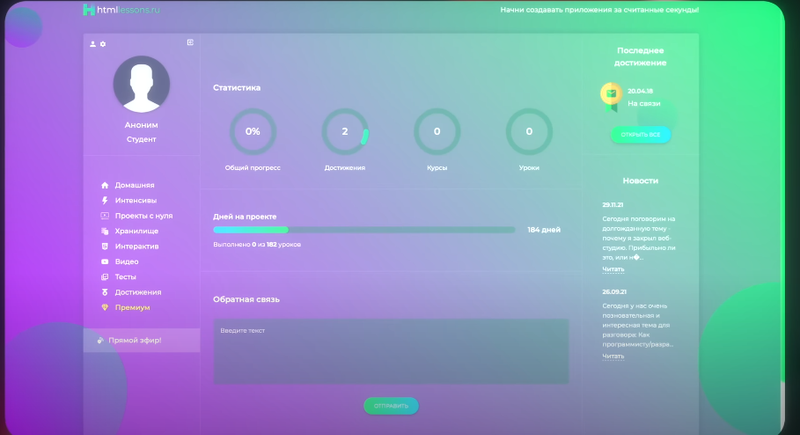 htmllessons.ru
Начни создавать приложения за считанные секунды!
Аноним
Студент
Домашняя
Интенсивы
Проекты с нуля
Хранилище
Интерактив
Видео
Тесты
Достижения
Премиум
Прямой эфир!
Статистика
0%
2
0
0
Общий прогресс
Достижения
Курсы
Уроки
Дней на проекте
184 дней
Выполнено 0 из 182 уроков
Обратная связь
Введите текст
ОТПРАВИТЬ
Последнее
достижение
20.04.18
На связи
ОТКРЫТЬ ВСЕ
Новости
29.11.21
Сегодня поговорим на
долгожданную тему -
почему я закрыл веб-
студию. Прибыльно ли
это, или н�..
Читать
26.09.21
Сегодня у нас очень
познавательная и
интересная тема для
разговора: Как
программисту/разра...
Читать